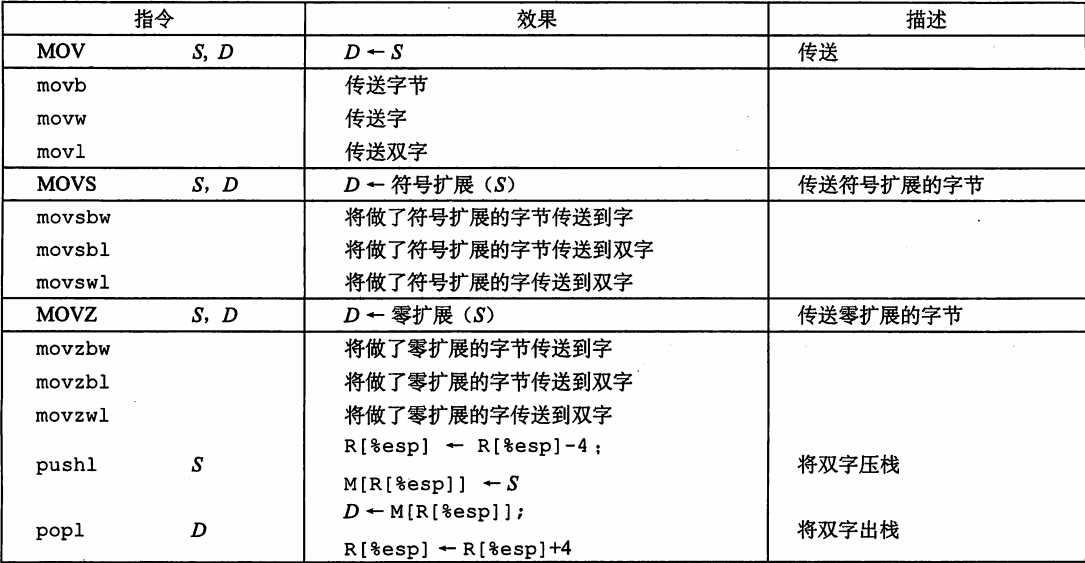 指令 效果 描述
MOV S, D D ← S 传送
movb 传送字节
movw 传送字
movl 传送双字
MOVS S, D D ← 符号扩展（S） 传送符号扩展的字节
movsbw 将做了符号扩展的字节传送到字
movsbl 将做了符号扩展的字节传送到双字
movswl 将做了符号扩展的字传送到双字
MOVZ S, D D ← 零扩展（S） 传送零扩展的字节
movzbw 将做了零扩展的字节传送到字
movzbl 将做了零扩展的字节传送到双字
movzwl 将做了零扩展的字传送到双字
pushl S R[%esp] ← R[%esp]-4; 将双字压栈
M[R[%esp]] ← S
popl D D ← M[R[%esp]]; 将双字出栈
R[%esp] ← R[%esp]+4